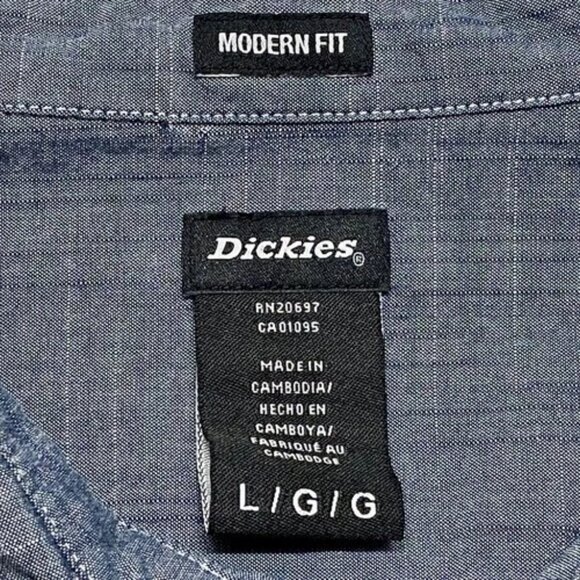 MODERN FIT
Dickies®
RN20697
CA01095
MADE IN
CAMBODIA/
HECHO EN
CAMBOYA/
FABRIQUÉ AU
CAMBODGE
L/G/G